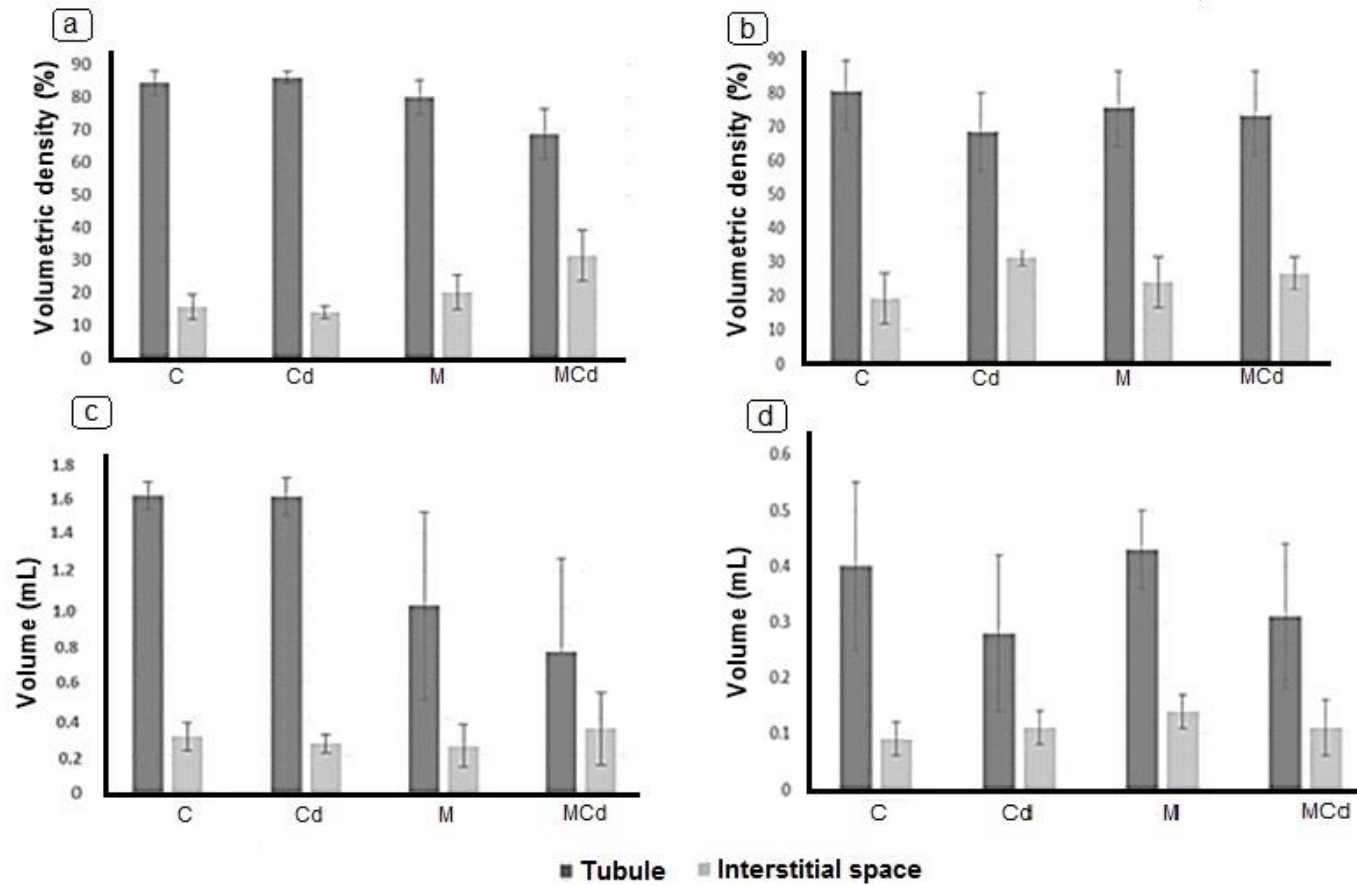 a
Volumetric density (%)
90
80
70
60
50
40
30
20
10
0
C Cd M MCd
b
Volumetric density (%)
90
80
70
60
50
40
30
20
10
0
C Cd M MCd
c
Volume (mL)
1.8
1.6
1.4
1.2
1.0
0.8
0.6
0.4
0.2
0
C Cd M MCd
d
Volume (mL)
0.6
0.5
0.4
0.3
0.2
0.1
0
C Cd M MCd
Tubule Interstitial space